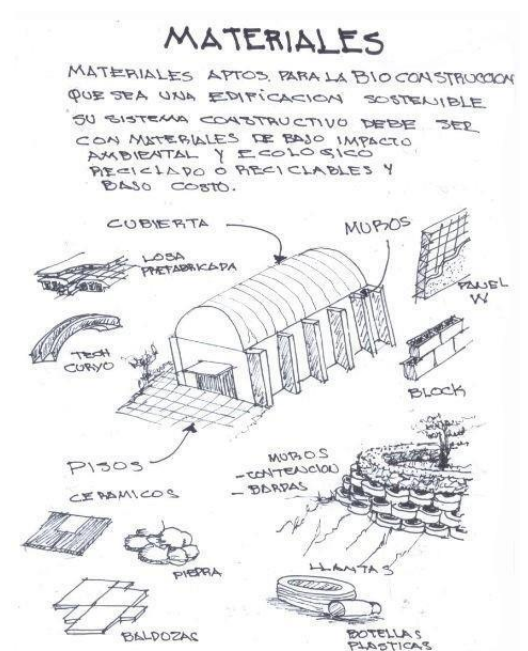 MATERIALES
MATERIALES APTOS. PARA LA BIO CONSTRUCCION
QUE SEA UNA EDIFICACION SOSTENIBLE
SU SISTEMA CONSTRUCTIVO DEBE SER
CON MATERIALES DE BAJO IMPACTO
AMBIENTAL Y ECOLOGICO
RECICLADO O RECICLABLES Y
BAJO COSTO.
CUBIERTA
MUROS
LOSA
PREFABRICADA
PANEL
W
TECH
CURVO
BLOCK
PISOS
MUROS
-CONTENCION
- BARDAS
CERAMICOS
PIEDRA
LLANTAS
BALDOZAS
BOTELLAS
PLASTICAS